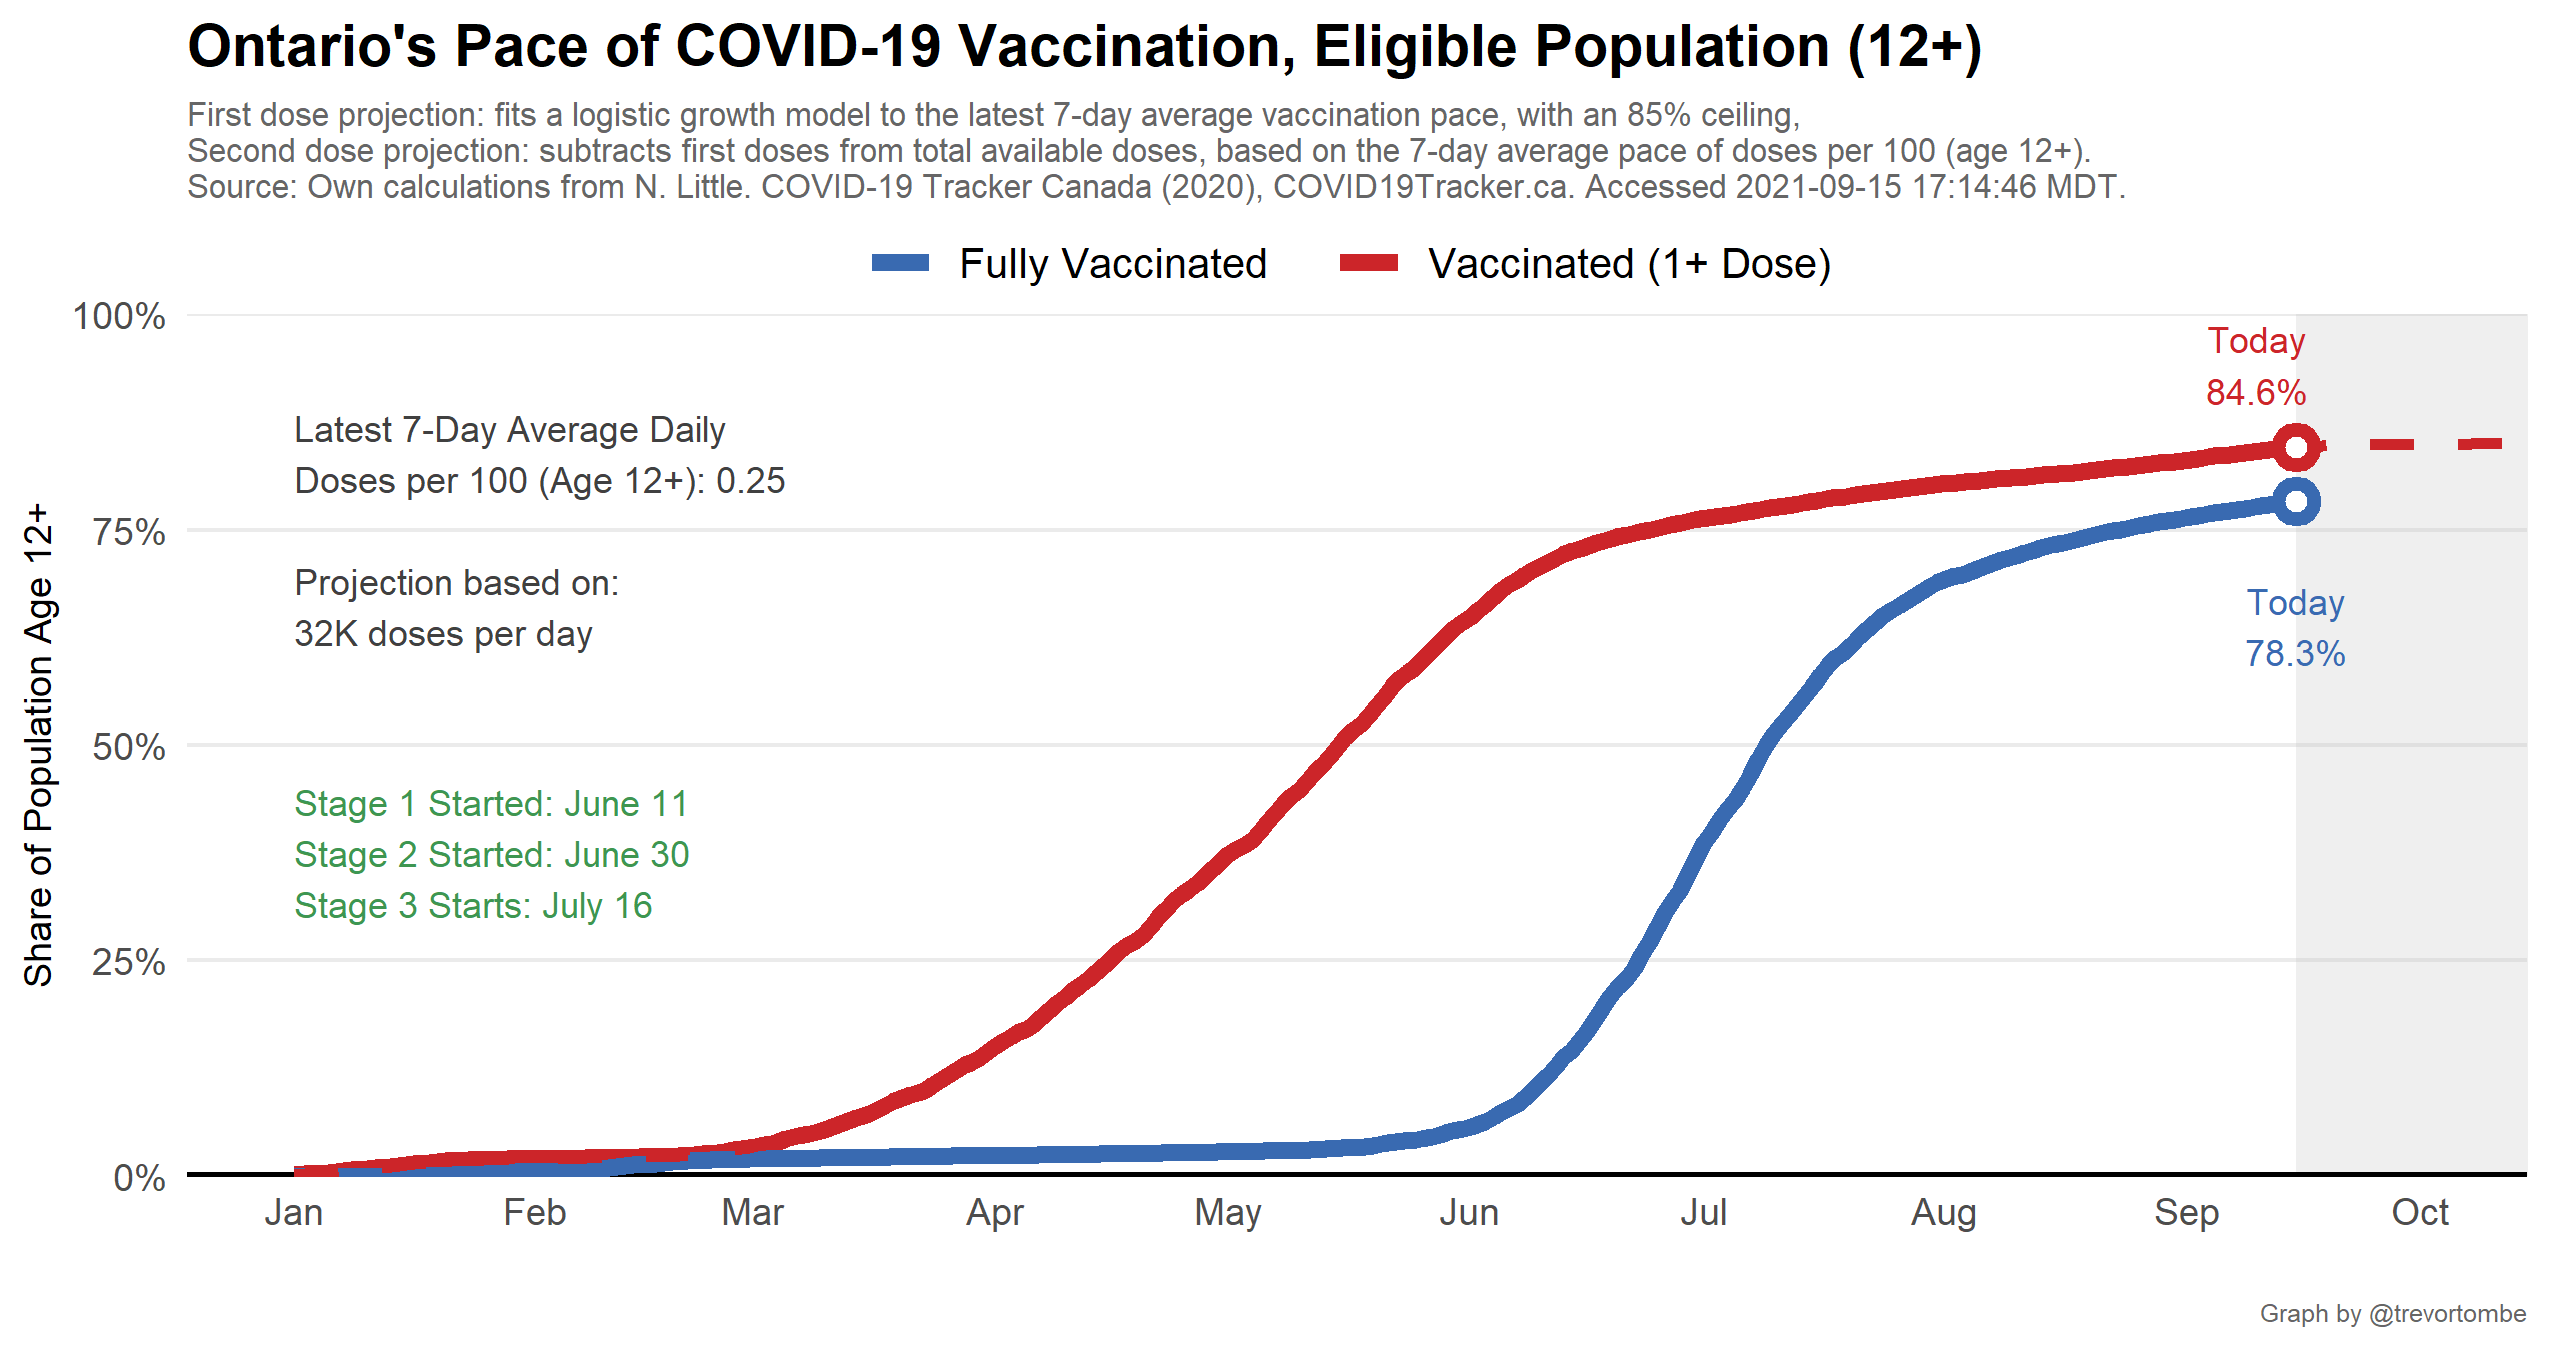 Ontario's Pace of COVID-19 Vaccination, Eligible Population (12+)
First dose projection: fits a logistic growth model to the latest 7-day average vaccination pace, with an 85% ceiling,
Second dose projection: subtracts first doses from total available doses, based on the 7-day average pace of doses per 100 (age 12+).
Source: Own calculations from N. Little. COVID-19 Tracker Canada (2020), COVID19Tracker.ca. Accessed 2021-09-15 17:14:46 MDT.
Fully Vaccinated
Vaccinated (1+ Dose)
Share of Population Age 12+
100%
75%
50%
25%
0%
Latest 7-Day Average Daily
Doses per 100 (Age 12+): 0.25
Projection based on:
32K doses per day
Stage 1 Started: June 11
Stage 2 Started: June 30
Stage 3 Starts: July 16
Today
84.6%
Today
78.3%
Jan
Feb
Mar
Apr
May
Jun
Jul
Aug
Sep
Oct
Graph by @trevortombe